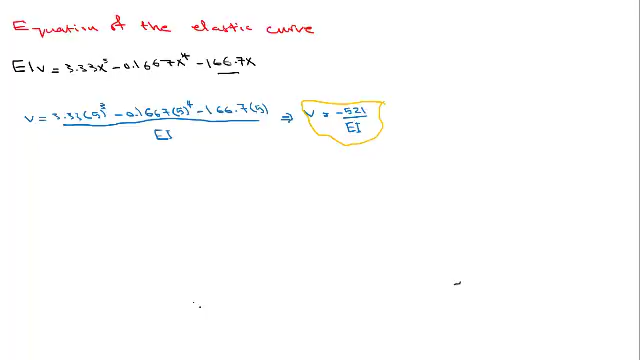 Equation of the elastic curve
EIv = 3.33x³ - 0.1667x⁴ - 166.7x
v = 3.33(5)³ - 0.1667(5)⁴ - 166.7(5) / EI ⇒ v = -521 / EI